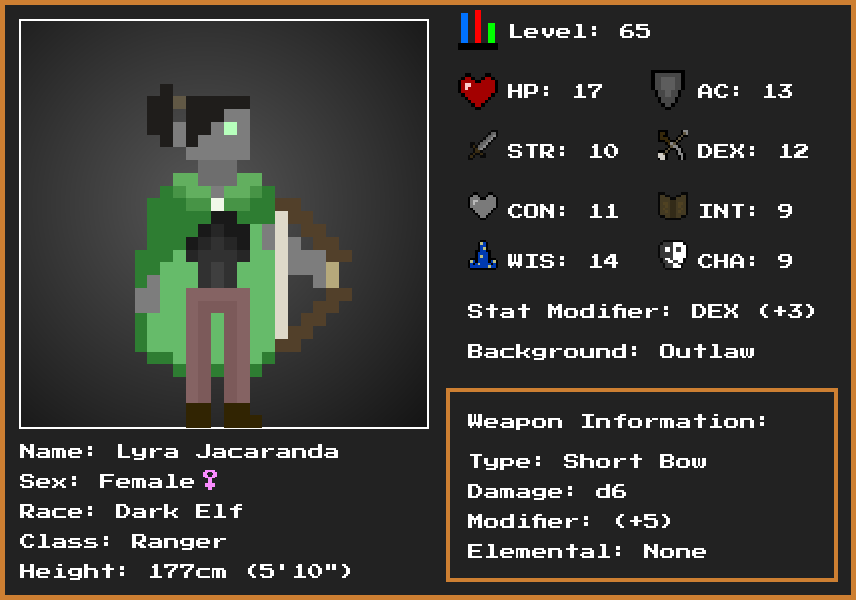 Level: 65
HP: 17 AC: 13
STR: 10 DEX: 12
CON: 11 INT: 9
WIS: 14 CHA: 9
Stat Modifier: DEX (+3)
Background: Outlaw
Weapon Information:
Type: Short Bow
Damage: d6
Modifier: (+5)
Elemental: None
Name: Lyra Jacaranda
Sex: Female♀
Race: Dark Elf
Class: Ranger
Height: 177cm (5'10")